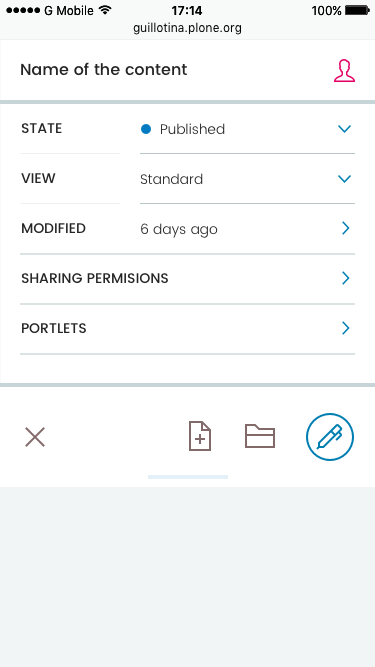 G Mobile 17:14 100%
guillotina.plone.org
Name of the content
STATE Published
VIEW Standard
MODIFIED 6 days ago
SHARING PERMISIONS
PORTLETS